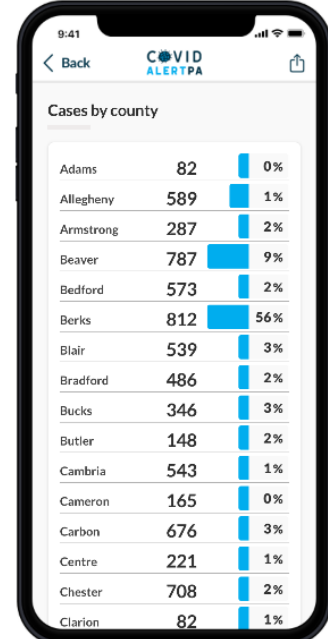 9:41
Back
COVID
ALERTPA
Cases by county
Adams 82 0%
Allegheny 589 1%
Armstrong 287 2%
Beaver 787 9%
Bedford 573 2%
Berks 812 56%
Blair 539 3%
Bradford 486 2%
Bucks 346 3%
Butler 148 2%
Cambria 543 1%
Cameron 165 0%
Carbon 676 3%
Centre 221 1%
Chester 708 2%
Clarion 82 1%